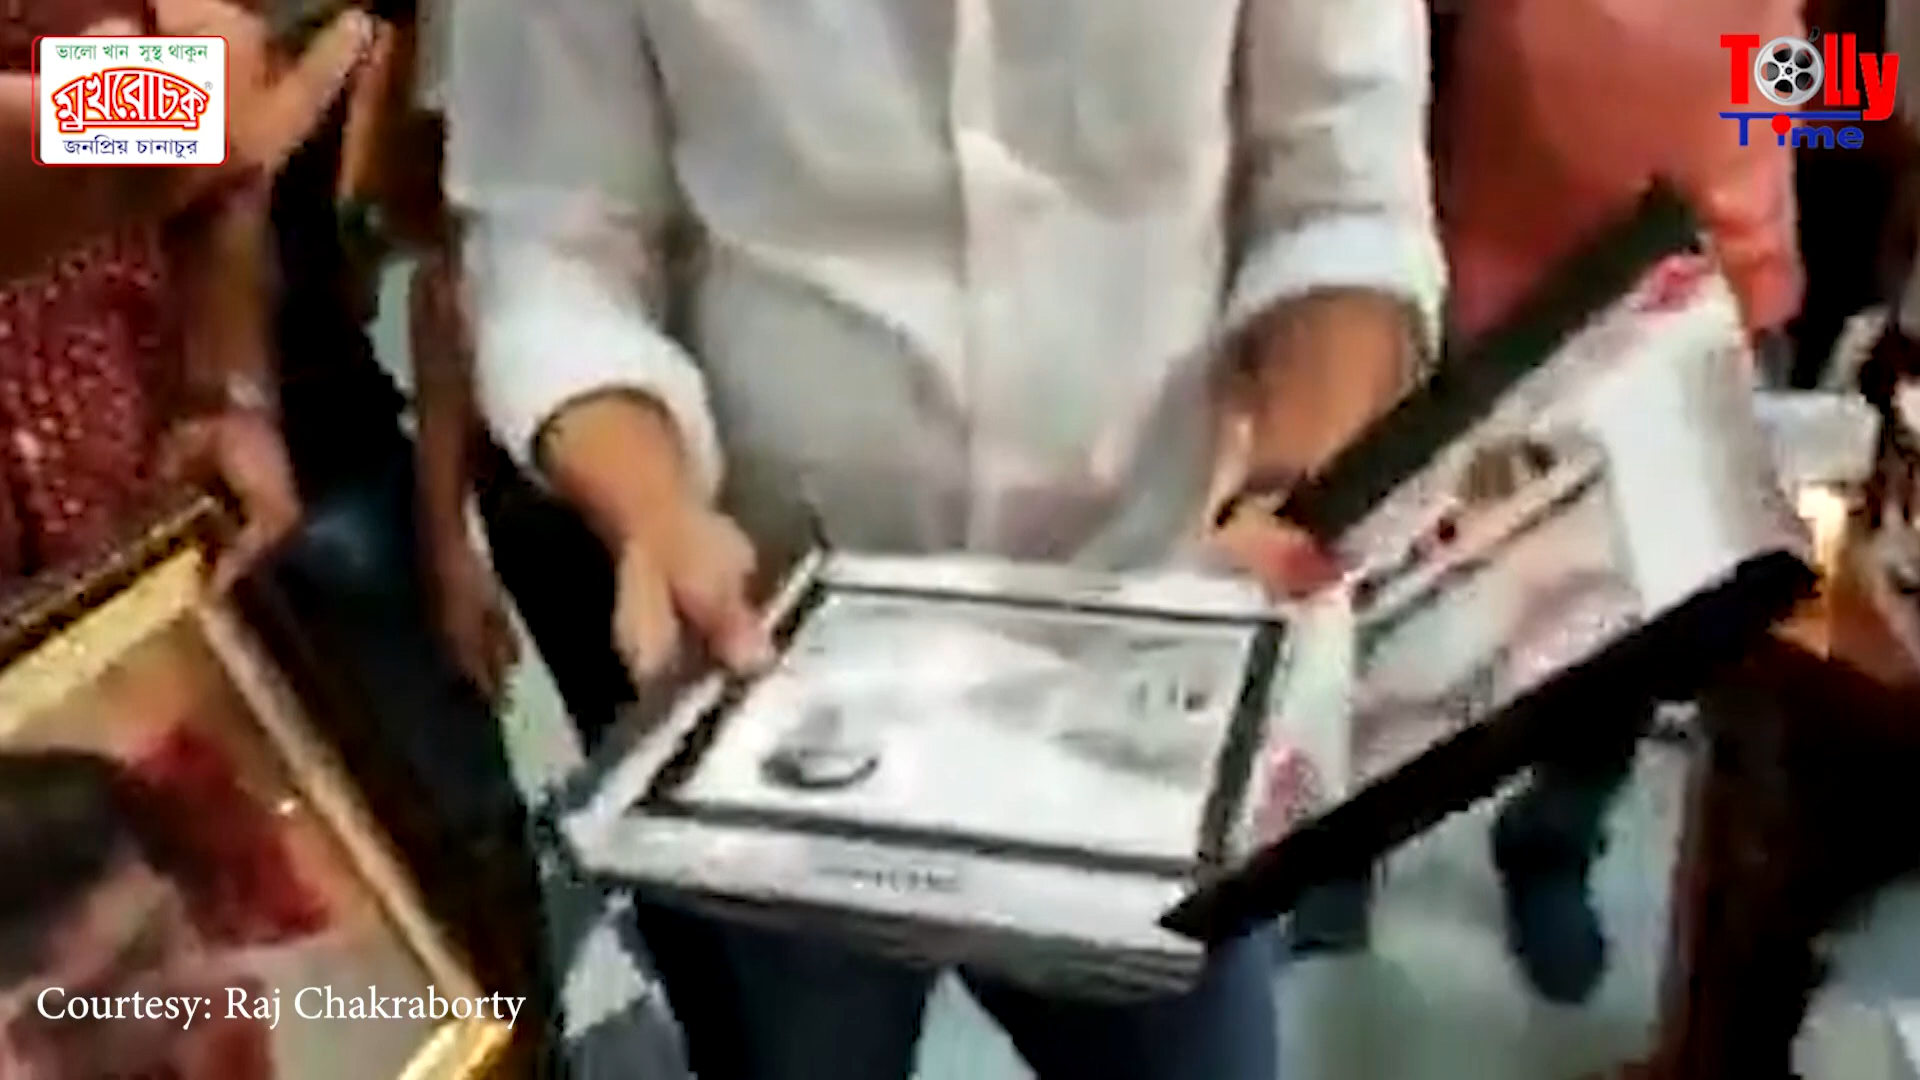 ভালো খান সুস্থ থাকুন
মুখরোচক
জনপ্রিয় চানাচুর
Tolly
Time
Courtesy: Raj Chakraborty